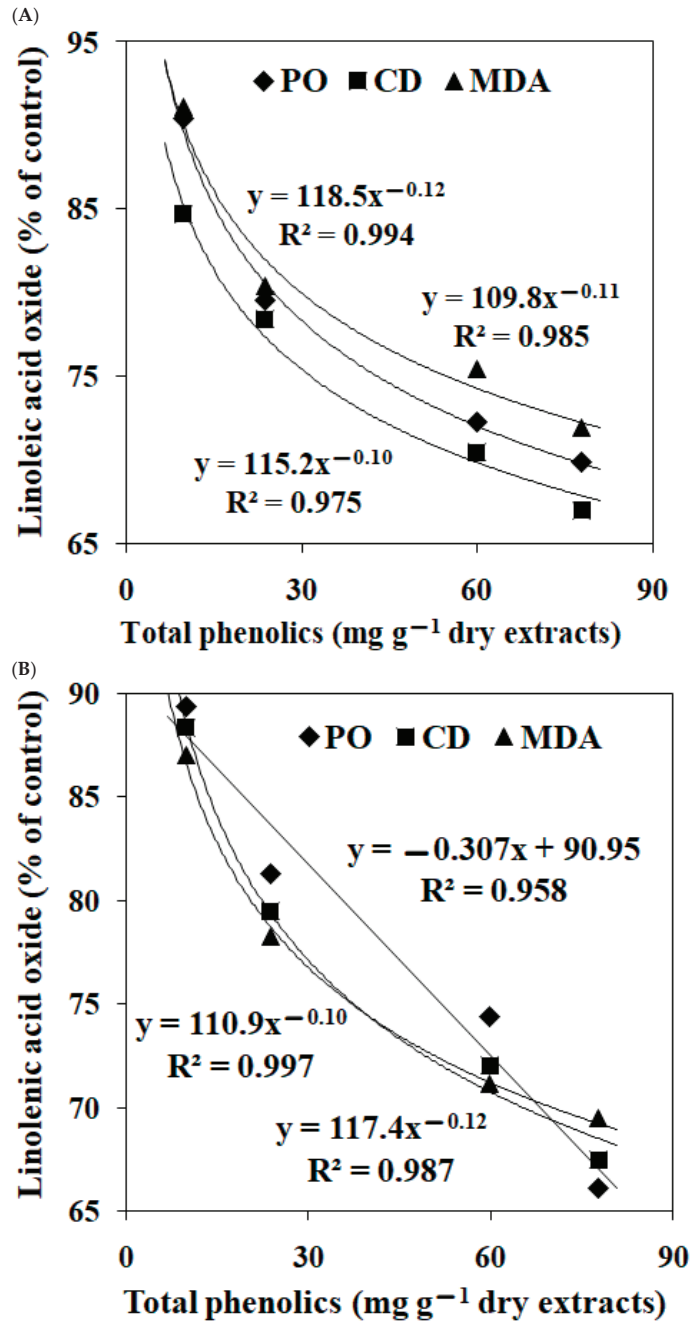 (A)
Linoleic acid oxide (% of control)
95
85
75
65
◆ PO ■ CD ▲ MDA
y = 118.5x⁻⁰·¹²
R² = 0.994
y = 109.8x⁻⁰·¹¹
R² = 0.985
y = 115.2x⁻⁰·¹⁰
R² = 0.975
0 30 60 90
Total phenolics (mg g⁻¹ dry extracts)
(B)
Linolenic acid oxide (% of control)
90
85
80
75
70
65
◆ PO ■ CD ▲ MDA
y = −0.307x + 90.95
R² = 0.958
y = 110.9x⁻⁰·¹⁰
R² = 0.997
y = 117.4x⁻⁰·¹²
R² = 0.987
0 30 60 90
Total phenolics (mg g⁻¹ dry extracts)